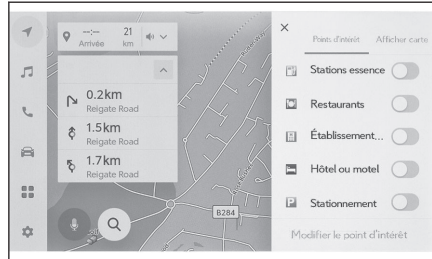 --:-- 21
Arrivée km
0.2km
Reigate Road
1.5km
Reigate Road
1.7km
Reigate Road
B284
Points d'intérêt Afficher carte
Stations essence
Restaurants
Établissement...
Hôtel ou motel
Stationnement
Modifier le point d'intérêt